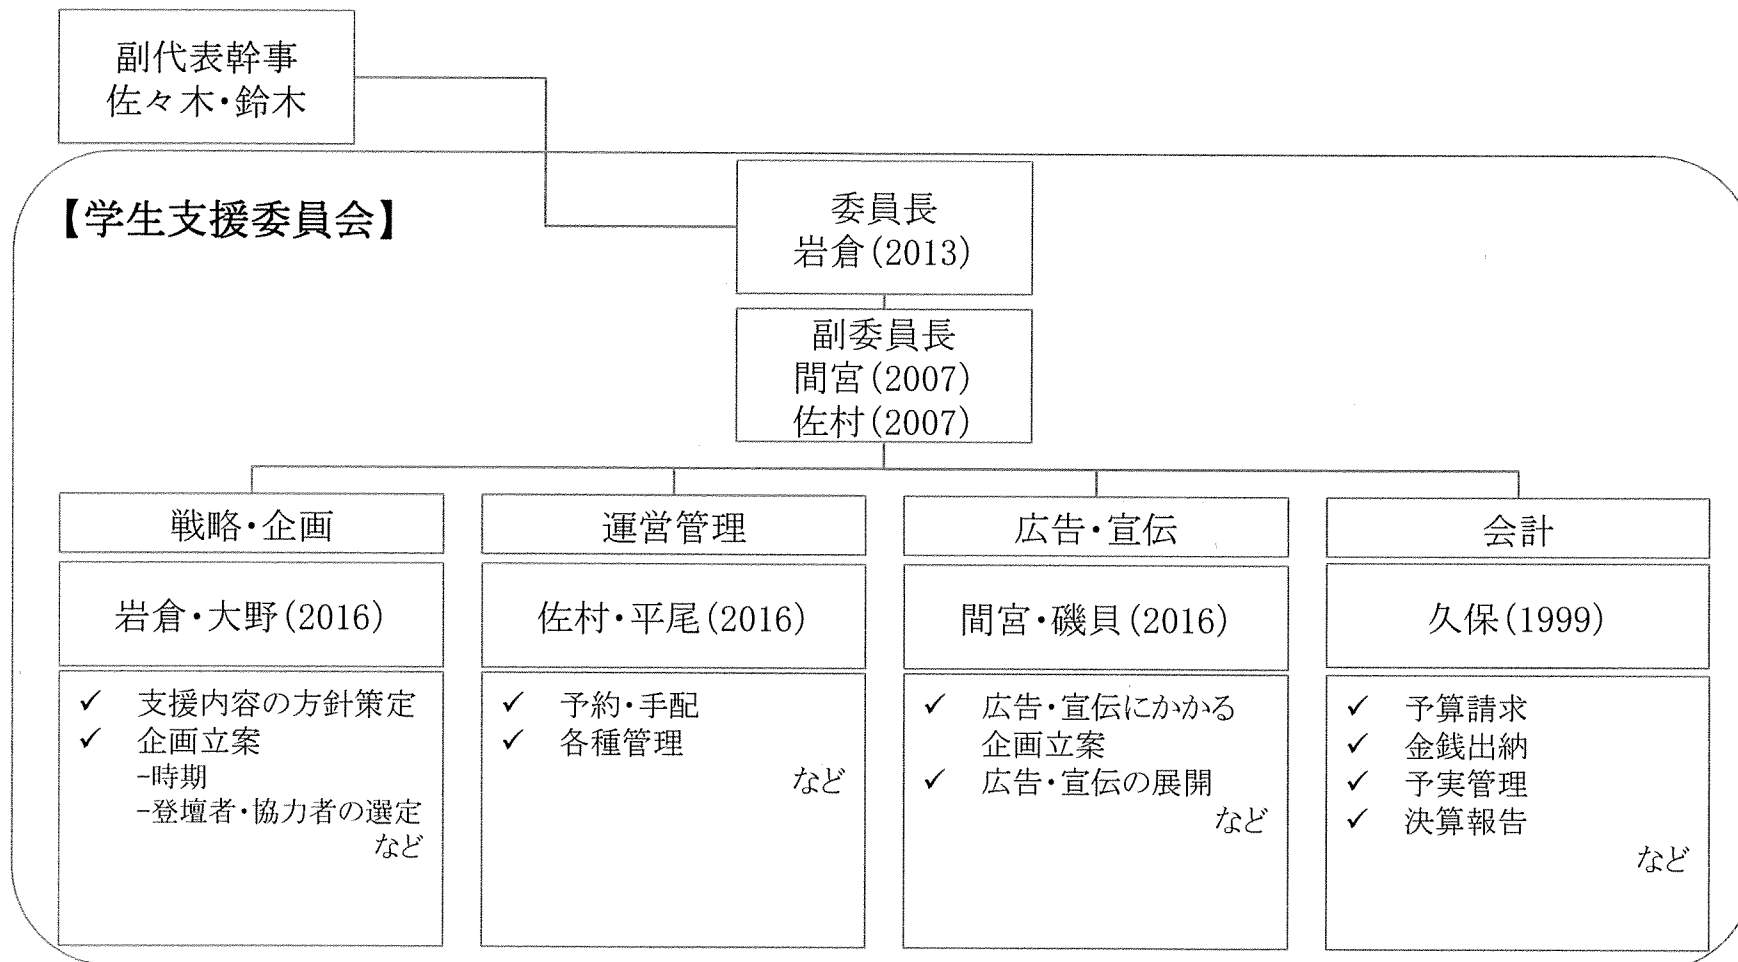 副代表幹事
佐々木・鈴木
【学生支援委員会】
委員長
岩倉(2013)
副委員長
間宮(2007)
佐村(2007)
戦略・企画
岩倉・大野(2016)
✓ 支援内容の方針策定
✓ 企画立案
-時期
-登壇者・協力者の選定
など
運営管理
佐村・平尾(2016)
✓ 予約・手配
✓ 各種管理
など
広告・宣伝
間宮・磯貝(2016)
✓ 広告・宣伝にかかる
企画立案
✓ 広告・宣伝の展開
など
会計
久保(1999)
✓ 予算請求
✓ 金銭出納
✓ 予実管理
✓ 決算報告
など